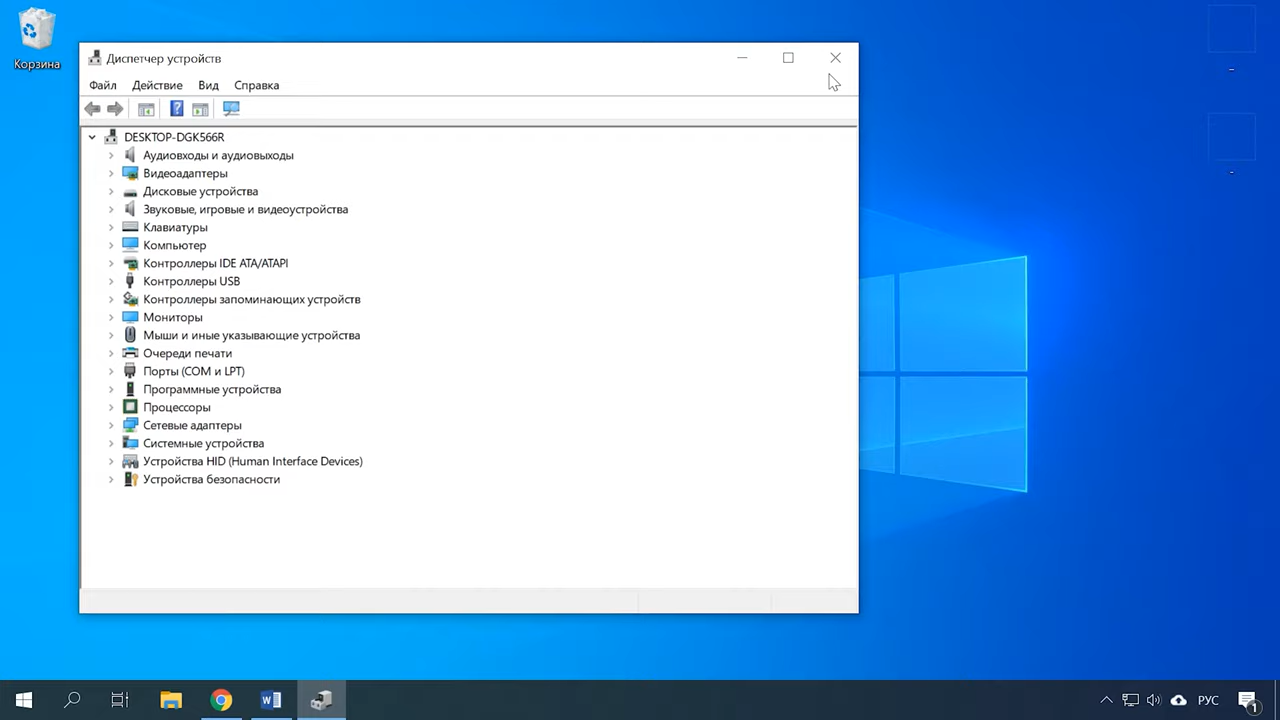 Корзина
Диспетчер устройств
Файл Действие Вид Справка
DESKTOP-DGK566R
Аудиовходы и аудиовыходы
Видеоадаптеры
Дисковые устройства
Звуковые, игровые и видеоустройства
Клавиатуры
Компьютер
Контроллеры IDE ATA/ATAPI
Контроллеры USB
Контроллеры запоминающих устройств
Мониторы
Мыши и иные указывающие устройства
Очереди печати
Порты (COM и LPT)
Программные устройства
Процессоры
Сетевые адаптеры
Системные устройства
Устройства HID (Human Interface Devices)
Устройства безопасности
РУС
1